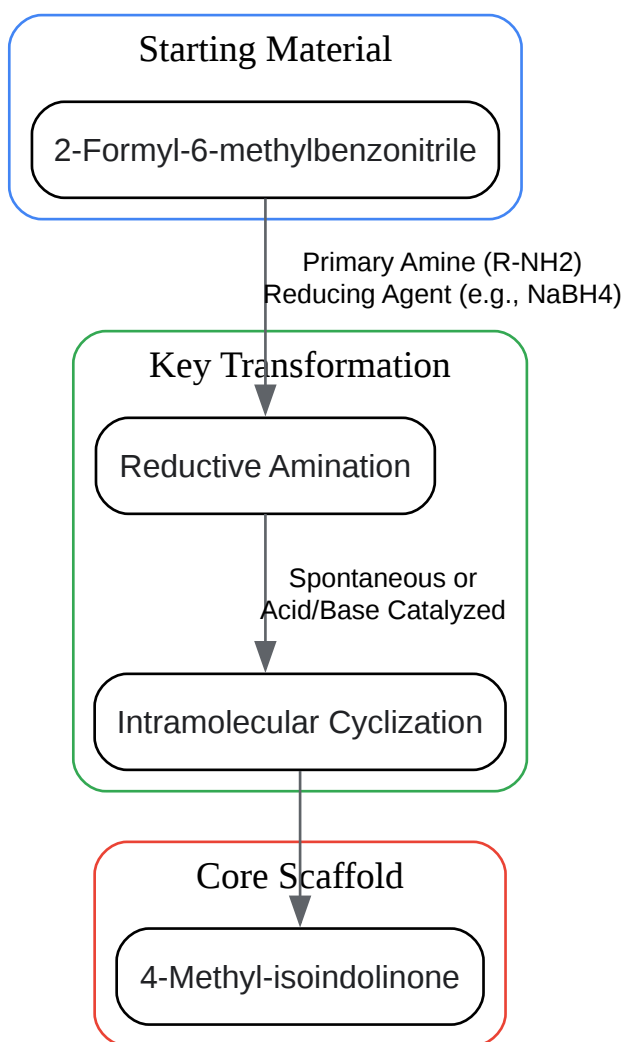 Starting Material
2-Formyl-6-methylbenzonitrile
Primary Amine (R-NH2)
Reducing Agent (e.g., NaBH4)
Key Transformation
Reductive Amination
Spontaneous or
Acid/Base Catalyzed
Intramolecular Cyclization
Core Scaffold
4-Methyl-isoindolinone